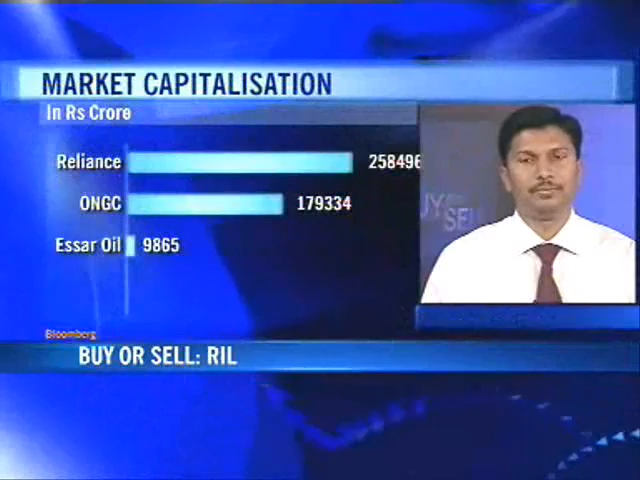 MARKET CAPITALISATION
In Rs Crore
Reliance 258496
ONGC 179334
Essar Oil 9865
Bloomberg
BUY OR SELL: RIL